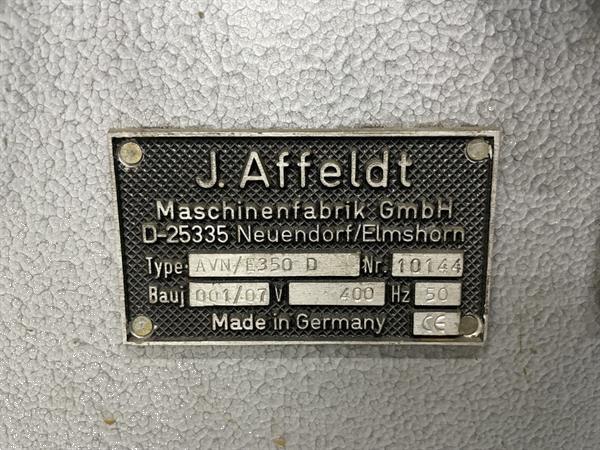 J. Affeldt
Maschinenfabrik GmbH
D-25335 Neuendorf/Elmshorn
Type AVN/E350 D Nr. 10144
Bauj 001/07 V 400 Hz 50
Made in Germany CE